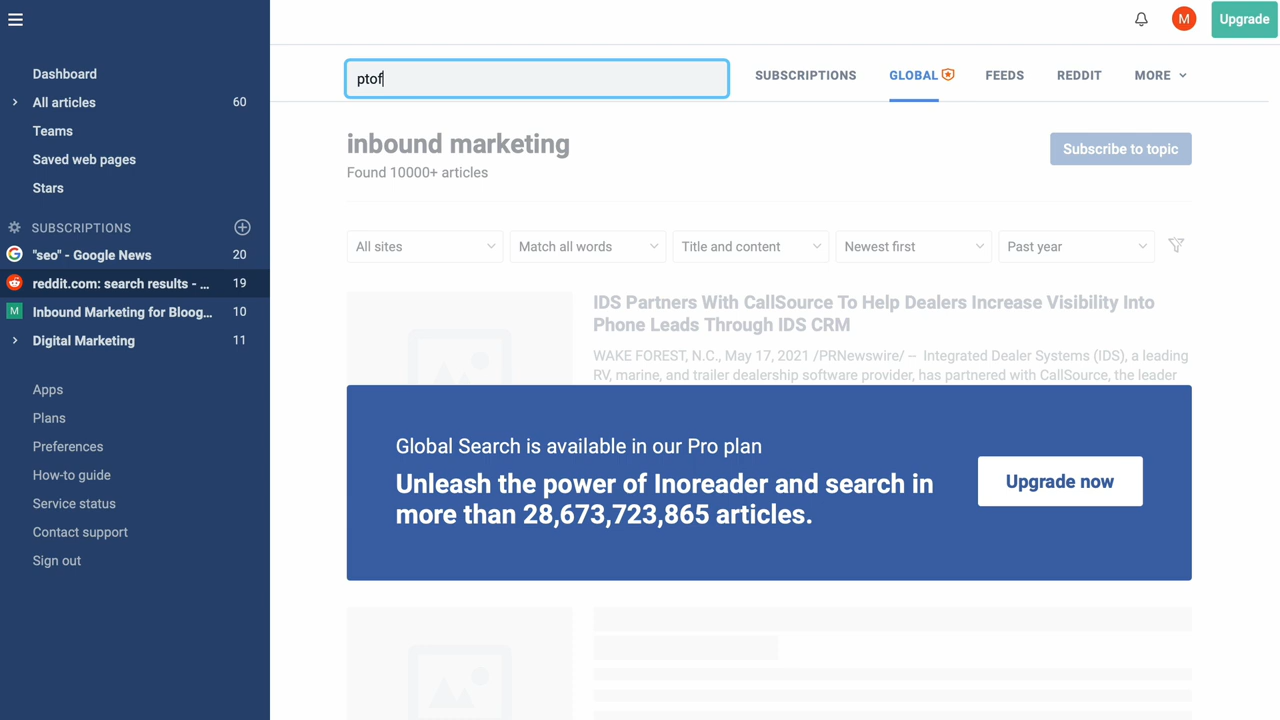 M
Upgrade
Dashboard
All articles 60
Teams
Saved web pages
Stars
SUBSCRIPTIONS
"seo" - Google News 20
reddit.com: search results - ... 19
M Inbound Marketing for Bloog... 10
Digital Marketing 11
Apps
Plans
Preferences
How-to guide
Service status
Contact support
Sign out
ptof
SUBSCRIPTIONS
GLOBAL
FEEDS
REDDIT
MORE
inbound marketing
Found 10000+ articles
Subscribe to topic
All sites
Match all words
Title and content
Newest first
Past year
IDS Partners With CallSource To Help Dealers Increase Visibility Into
Phone Leads Through IDS CRM
WAKE FOREST, N.C., May 17, 2021 /PRNewswire/ -- Integrated Dealer Systems (IDS), a leading
RV, marine, and trailer dealership software provider, has partnered with CallSource, the leader
Global Search is available in our Pro plan
Unleash the power of Inoreader and search in
more than 28,673,723,865 articles.
Upgrade now